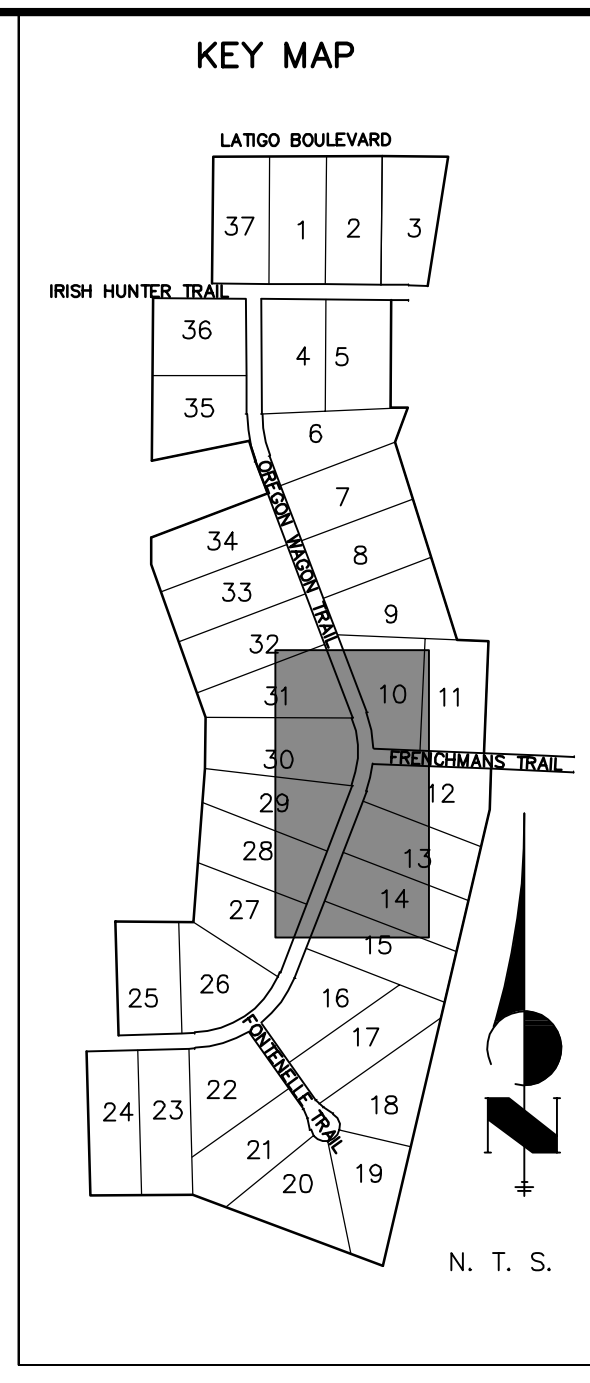 KEY MAP
LATIGO BOULEVARD
37 1 2 3
IRISH HUNTER TRAIL
36
4 5
35
6
OREGON WAGON TRAIL
7
34
8
33
9
32
31 10 11
30 FRENCHMANS TRAIL
29 12
28 13
14
27
15
26
25 16
17
FONTENELLE TRAIL
22 18
24 23
21
19
20
N
N. T. S.